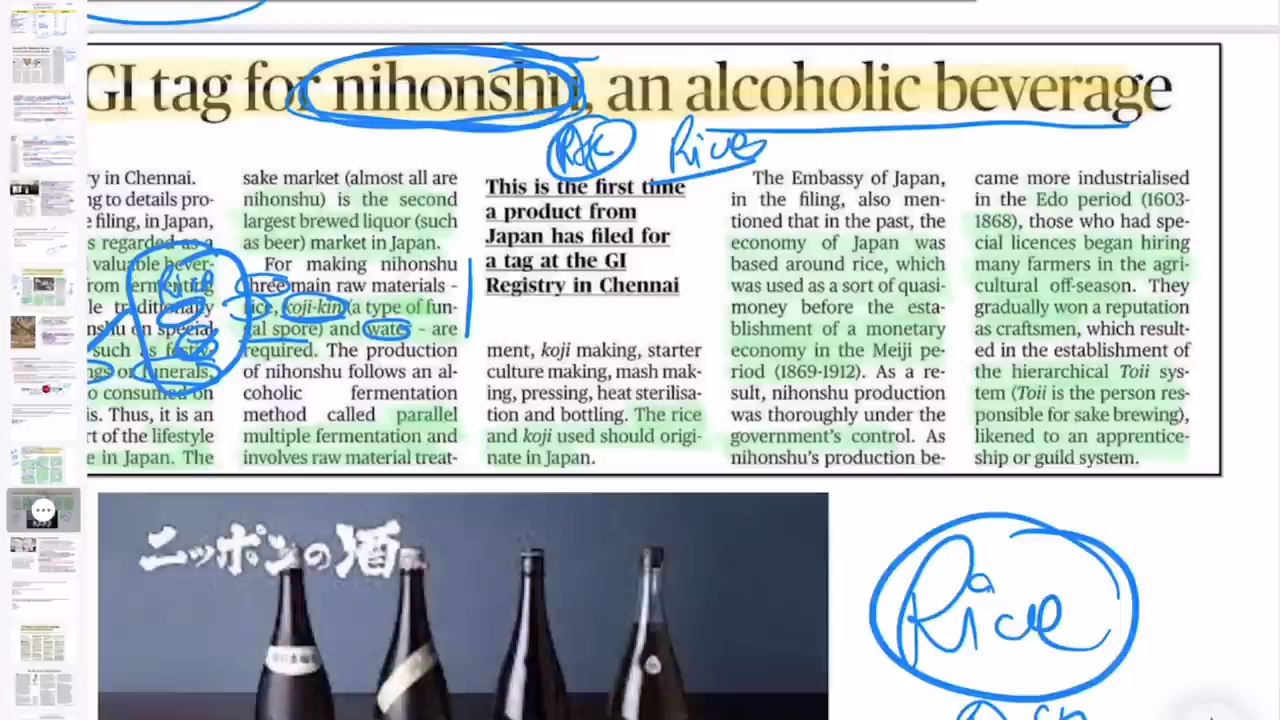 GI tag for nihonshu, an alcoholic beverage
Rice
ry in Chennai.
ng to details pro-
e filing, in Japan,
s regarded as a
valuable bever-
rom fermenting
le traditionally
nshu on special
such as
ngs or funerals,
o consumed on
is. Thus, it is an
rt of the lifestyle
e in Japan. The
sake market (almost all are
nihonshu) is the second
largest brewed liquor (such
as beer) market in Japan.
For making nihonshu
three main raw materials -
rice, koji-kin (a type of fun-
gal spore) and water - are
required. The production
of nihonshu follows an al-
coholic fermentation
method called parallel
multiple fermentation and
involves raw material treat-
This is the first time
a product from
Japan has filed for
a tag at the GI
Registry in Chennai
ment, koji making, starter
culture making, mash mak-
ing, pressing, heat sterilisa-
tion and bottling. The rice
and koji used should origi-
nate in Japan.
The Embassy of Japan,
in the filing, also men-
tioned that in the past, the
economy of Japan was
based around rice, which
was used as a sort of quasi-
money before the esta-
blishment of a monetary
economy in the Meiji pe-
riod (1869-1912). As a re-
sult, nihonshu production
was thoroughly under the
government's control. As
nihonshu's production be-
came more industrialised
in the Edo period (1603-
1868), those who had spe-
cial licences began hiring
many farmers in the agri-
cultural off-season. They
gradually won a reputation
as craftsmen, which result-
ed in the establishment of
the hierarchical Toii sys-
tem (Toii is the person res-
ponsible for sake brewing),
likened to an apprentice-
ship or guild system.
ニッポンの酒
Rice